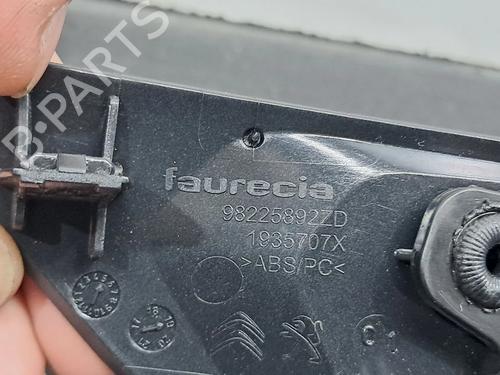 B-PARTS
faurecia
98225892ZD
1935707X
>ABS/PC<